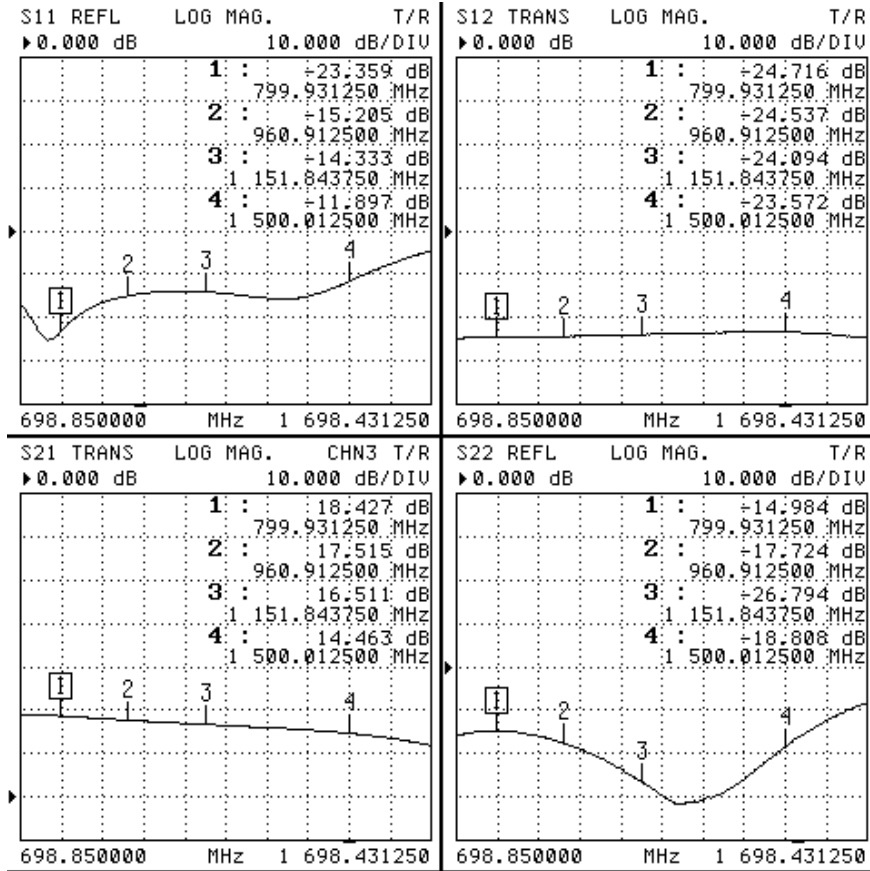 S11 REFL LOG MAG. T/R
▶0.000 dB 10.000 dB/DIV
1 : -23.359 dB
799.931250 MHz
2 : -15.205 dB
960.912500 MHz
3 : -14.333 dB
1 151.843750 MHz
4 : -11.897 dB
1 500.012500 MHz
1 2 3 4
698.850000 MHz 1 698.431250
S12 TRANS LOG MAG. T/R
▶0.000 dB 10.000 dB/DIV
1 : -24.716 dB
799.931250 MHz
2 : -24.537 dB
960.912500 MHz
3 : -24.094 dB
1 151.843750 MHz
4 : -23.572 dB
1 500.012500 MHz
1 2 3 4
698.850000 MHz 1 698.431250
S21 TRANS LOG MAG. CHN3 T/R
▶0.000 dB 10.000 dB/DIV
1 : 18.427 dB
799.931250 MHz
2 : 17.515 dB
960.912500 MHz
3 : 16.511 dB
1 151.843750 MHz
4 : 14.463 dB
1 500.012500 MHz
1 2 3 4
698.850000 MHz 1 698.431250
S22 REFL LOG MAG. T/R
▶0.000 dB 10.000 dB/DIV
1 : -14.984 dB
799.931250 MHz
2 : -17.724 dB
960.912500 MHz
3 : -26.794 dB
1 151.843750 MHz
4 : -18.808 dB
1 500.012500 MHz
1 2 3 4
698.850000 MHz 1 698.431250